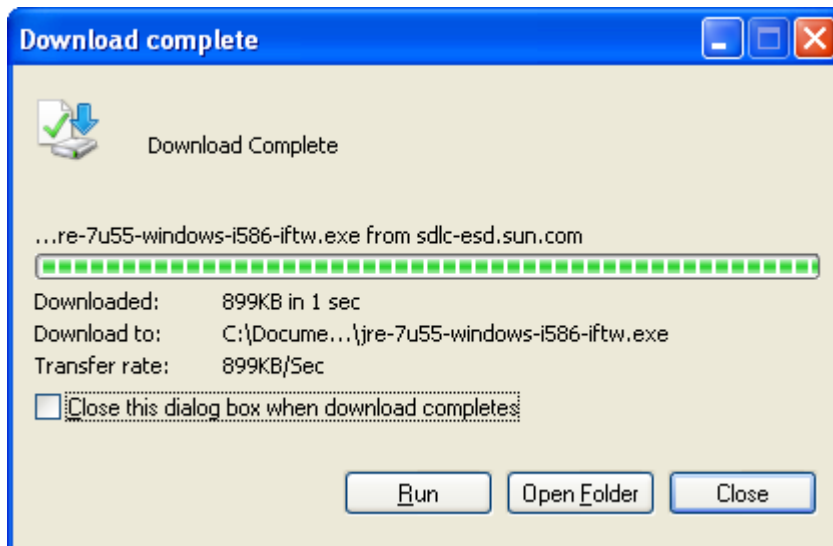 Download complete
Download Complete
...re-7u55-windows-i586-iftw.exe from sdlc-esd.sun.com
Downloaded: 899KB in 1 sec
Download to: C:\Docume...\jre-7u55-windows-i586-iftw.exe
Transfer rate: 899KB/Sec
Close this dialog box when download completes
Run Open Folder Close